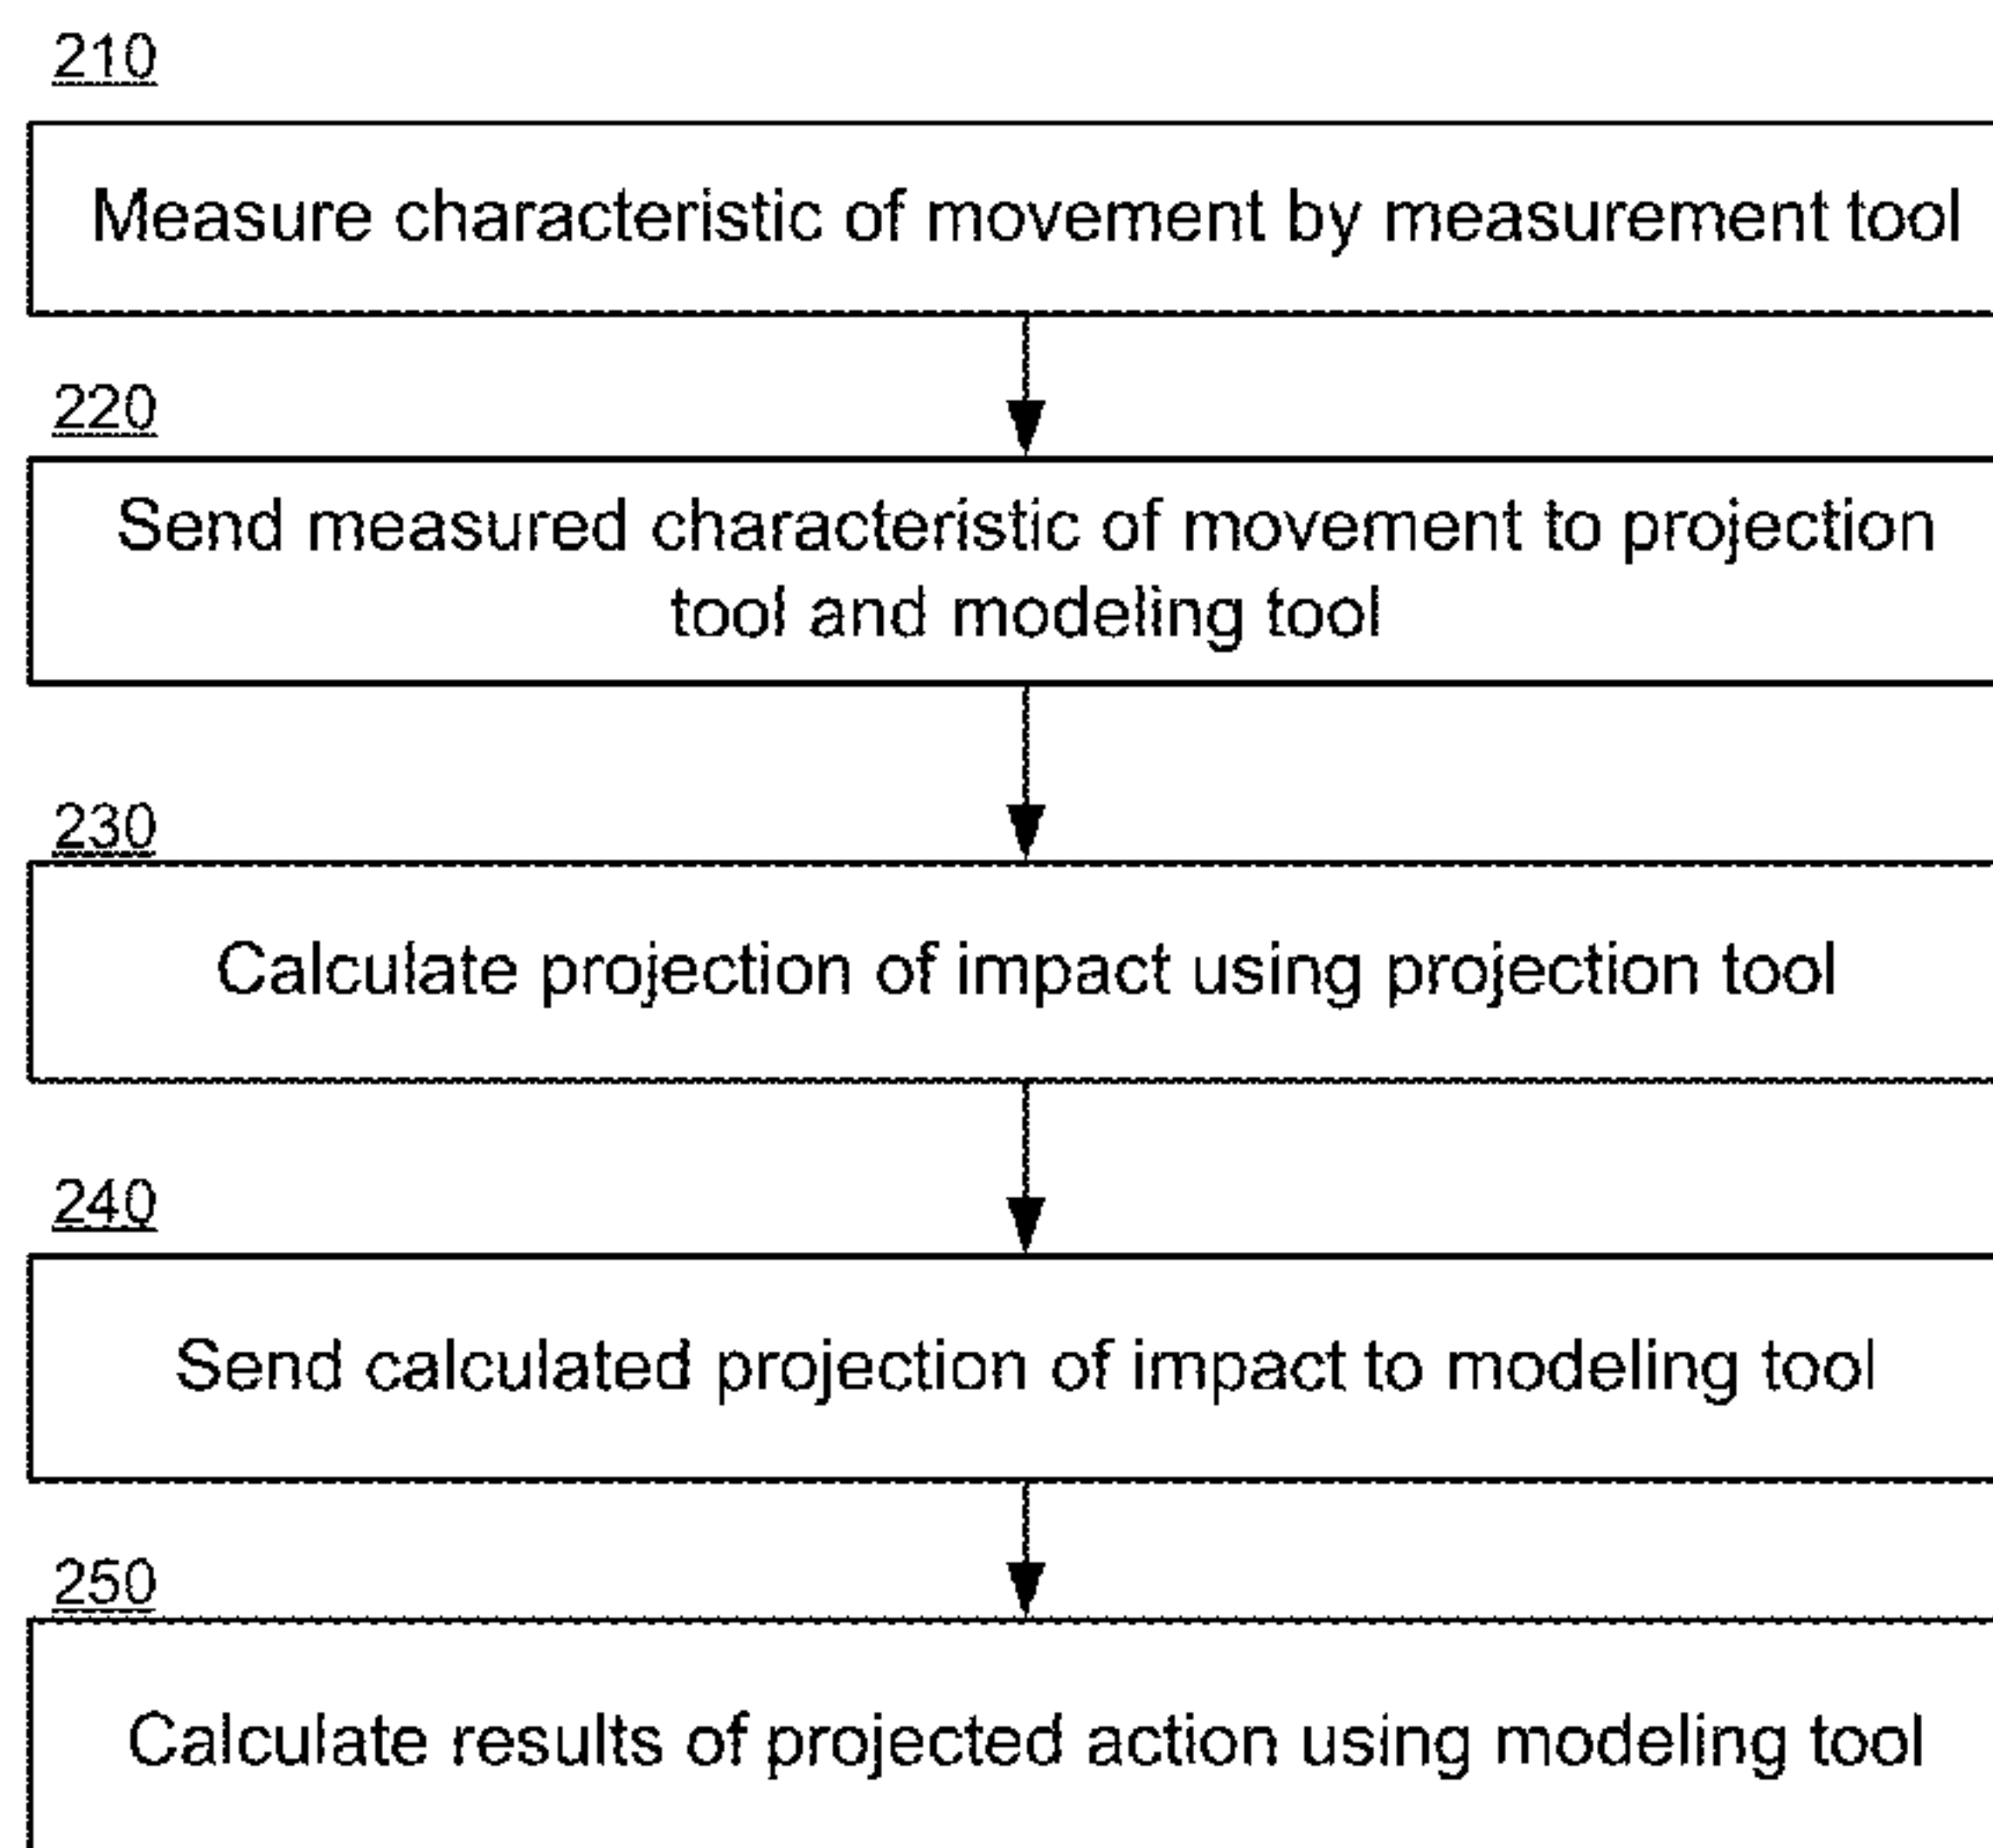 210
Measure characteristic of movement by measurement tool
220
Send measured characteristic of movement to projection
tool and modeling tool
230
Calculate projection of impact using projection tool
240
Send calculated projection of impact to modeling tool
250
Calculate results of projected action using modeling tool